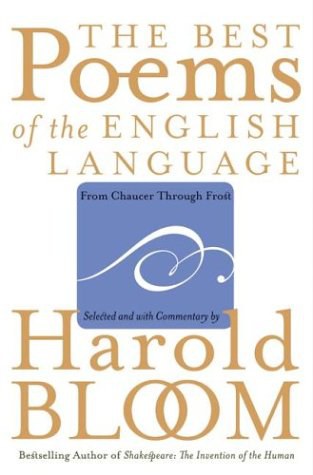 THE BEST
Poems
of the ENGLISH
LANGUAGE
From Chaucer Through Frost
Selected and with Commentary by
Harold
BLOOM
Bestselling Author of Shakespeare: The Invention of the Human